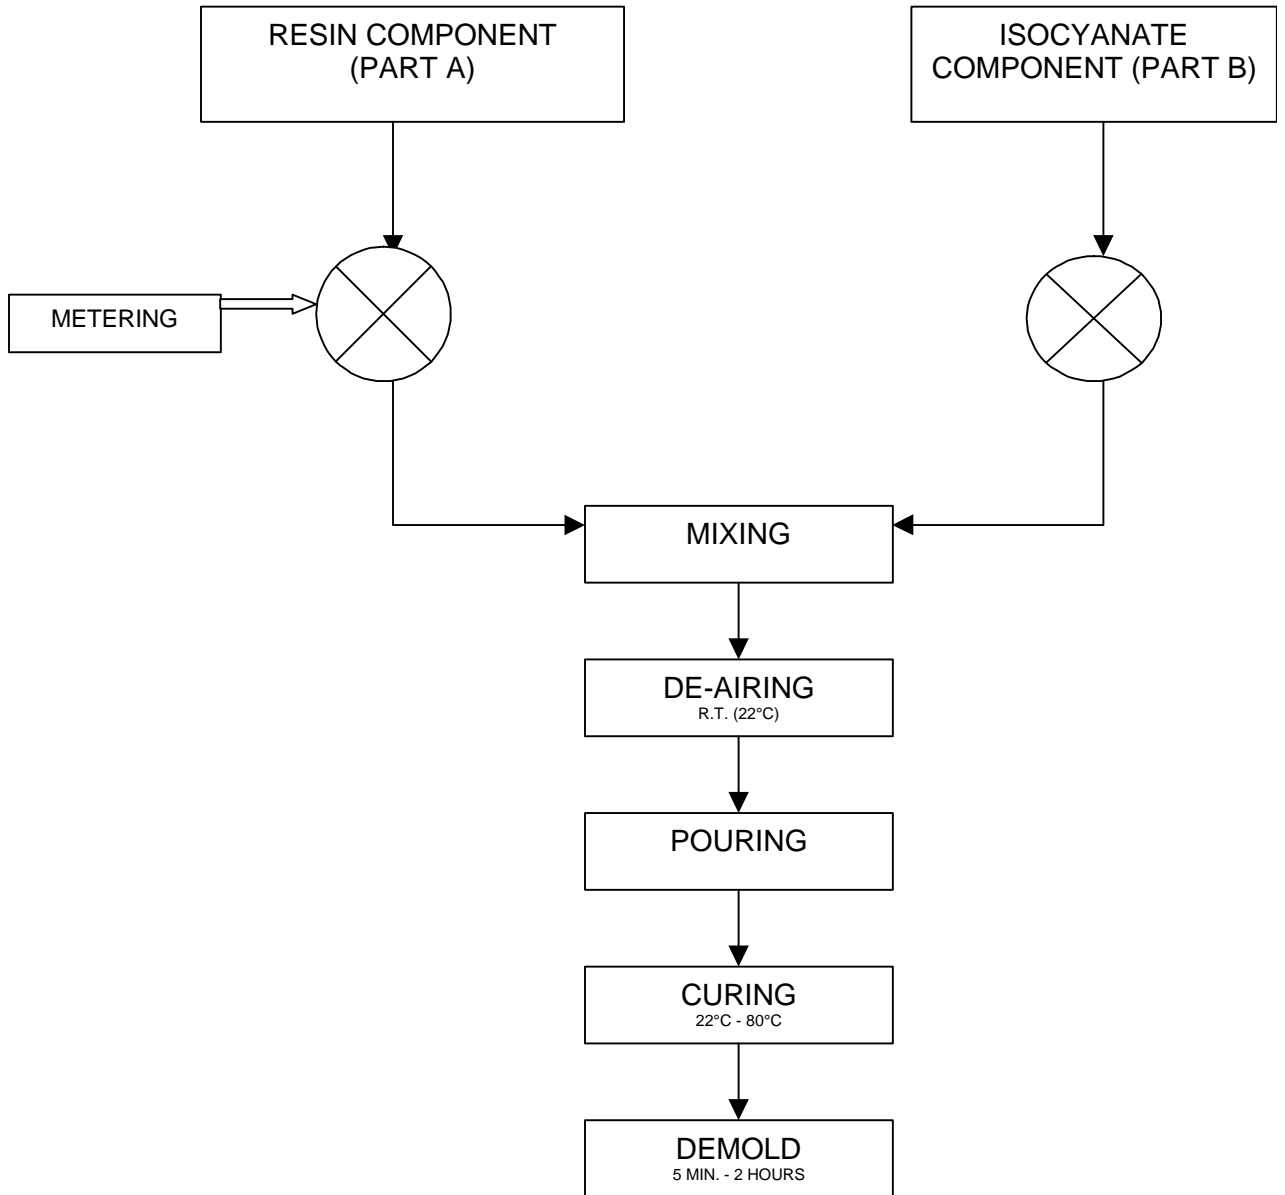 RESIN COMPONENT
(PART A)
ISOCYANATE
COMPONENT (PART B)
METERING
MIXING
DE-AIRING
R.T. (22°C)
POURING
CURING
22°C - 80°C
DEMOLD
5 MIN. - 2 HOURS